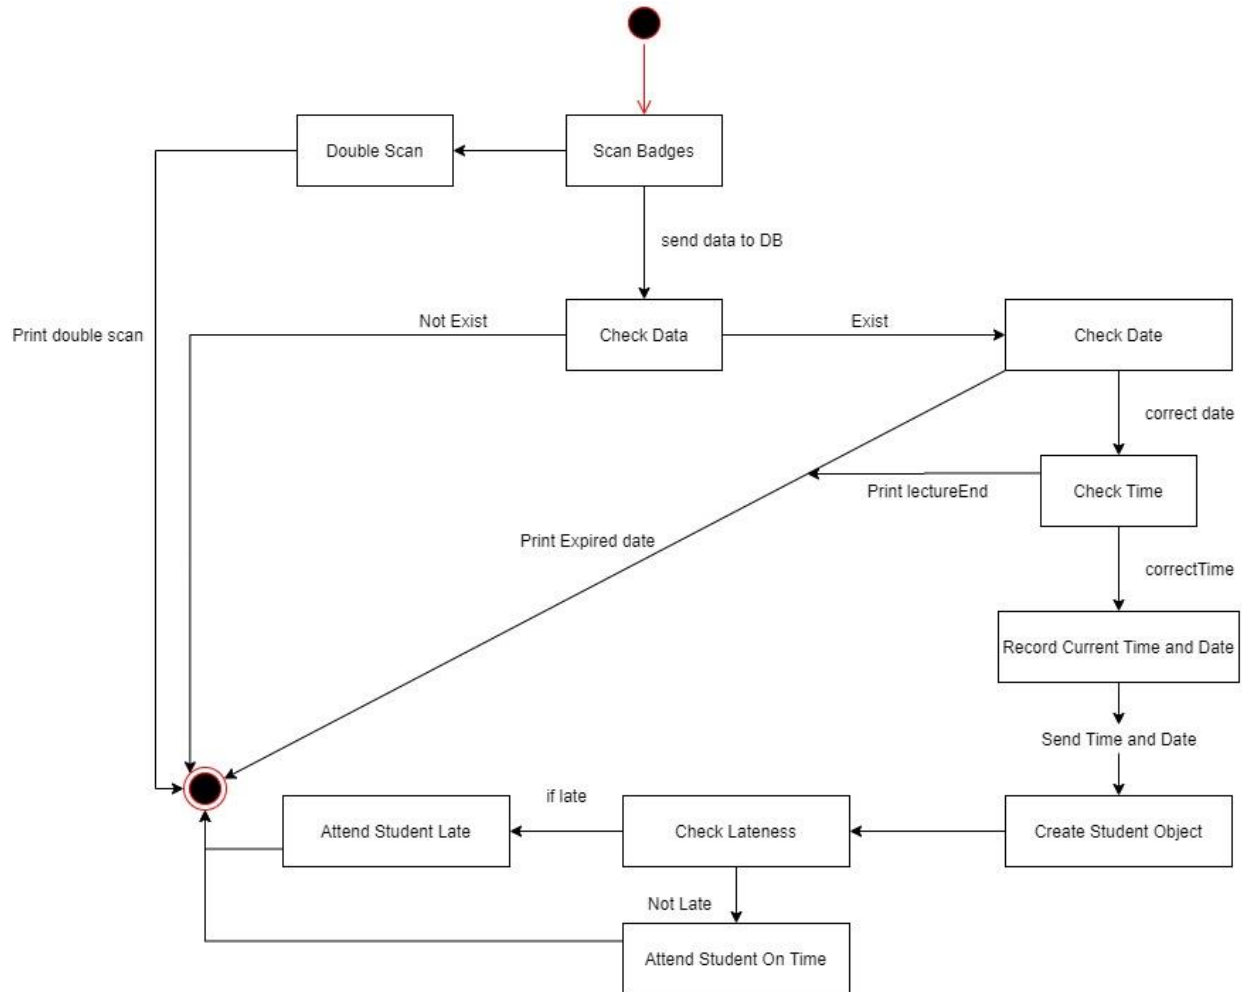 Double Scan
Scan Badges
send data to DB
Print double scan
Not Exist
Check Data
Exist
Check Date
correct date
Print lectureEnd
Check Time
Print Expired date
correctTime
Record Current Time and Date
Send Time and Date
if late
Attend Student Late
Check Lateness
Create Student Object
Not Late
Attend Student On Time